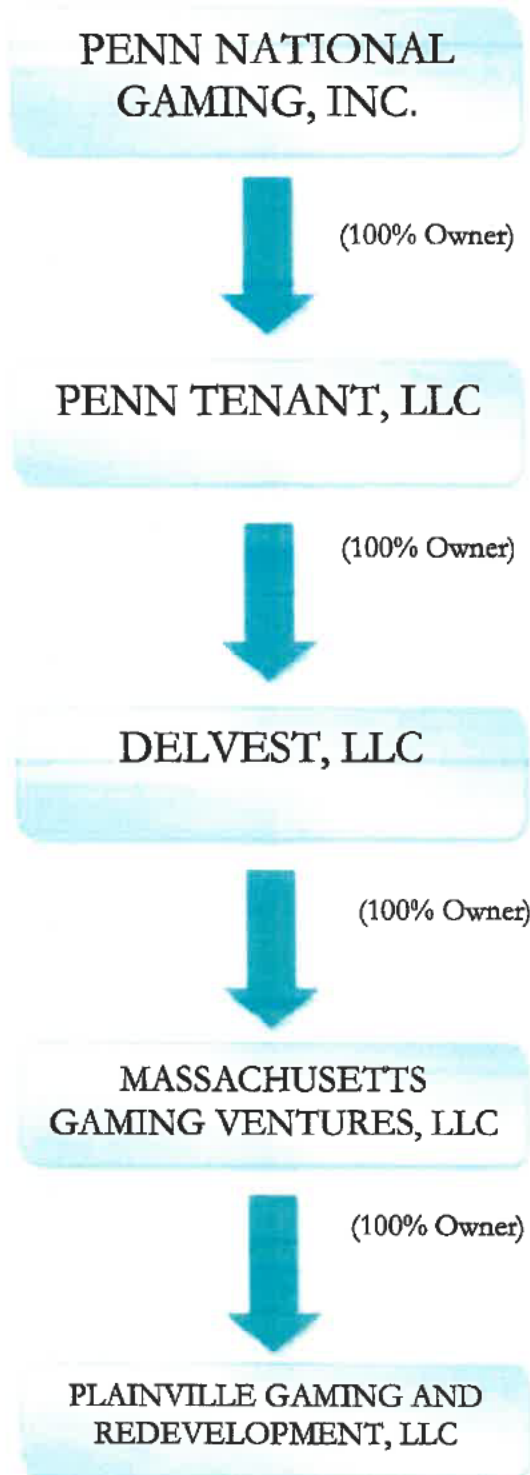 PENN NATIONAL
GAMING, INC.
(100% Owner)
PENN TENANT, LLC
(100% Owner)
DELVEST, LLC
(100% Owner)
MASSACHUSETTS
GAMING VENTURES, LLC
(100% Owner)
PLAINVILLE GAMING AND
REDEVELOPMENT, LLC